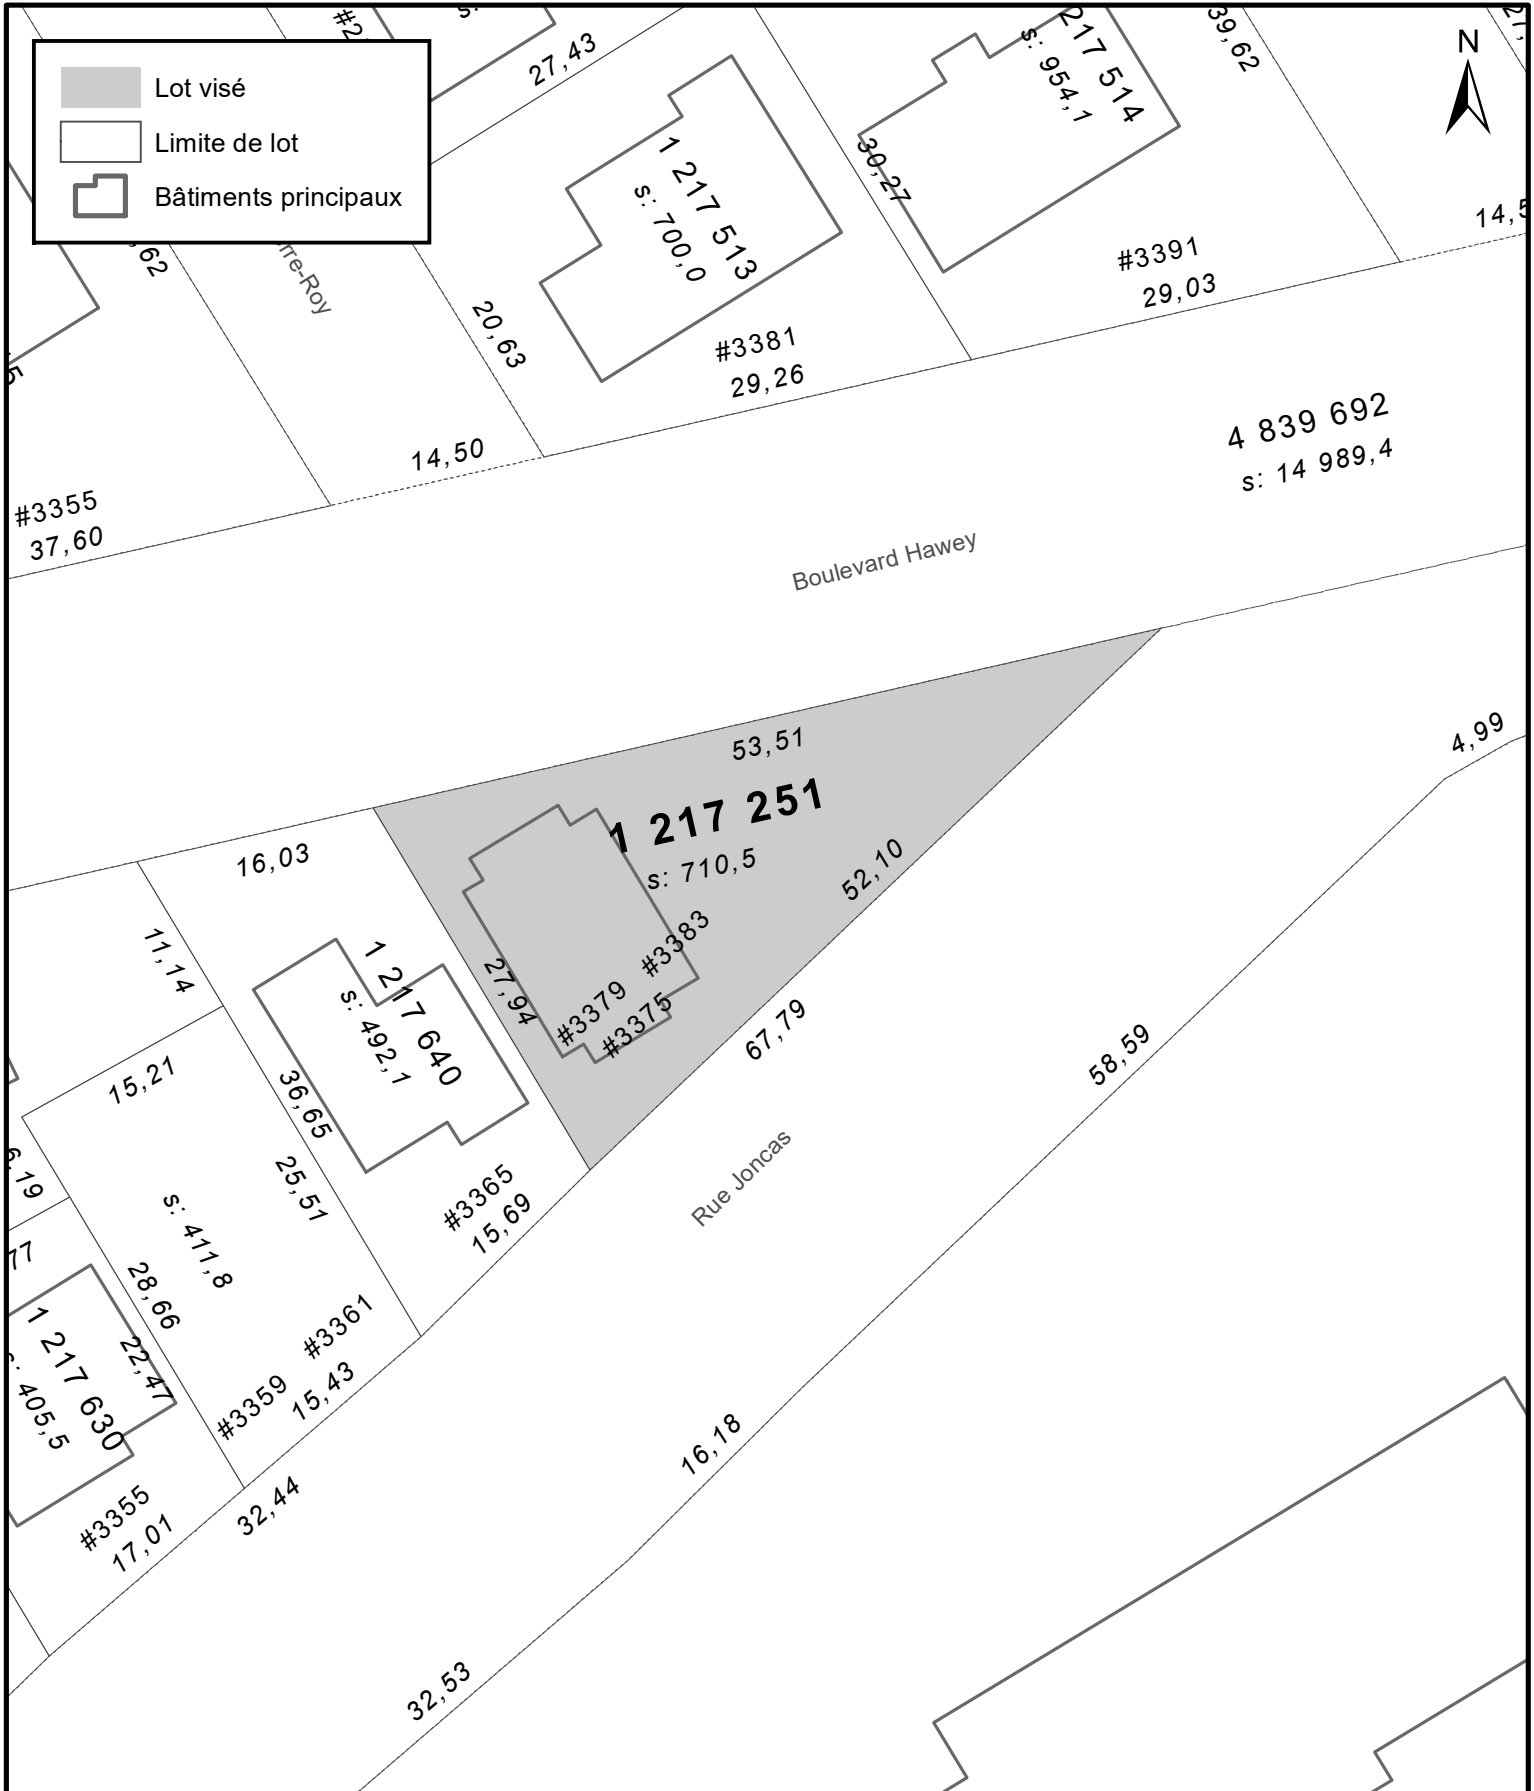 Lot visé
Limite de lot
Bâtiments principaux
N
27,43
39,62
217 514
s: 954,1
1 217 513
s: 700,0
30,27
#3391
29,03
14,5
20,63
#3381
29,26
4 839 692
s: 14 989,4
14,50
#3355
37,60
Boulevard Hawey
53,51
1 217 251
s: 710,5
52,10
4,99
16,03
11,14
27,94
#3383
#3379
#3375
1 217 640
s: 492,1
36,65
67,79
58,59
15,21
25,51
#3365
15,69
Rue Joncas
s: 411,8
28,66
22,47
1 217 630
405,5
#3361
#3359
15,43
16,18
32,44
#3355
17,01
32,53